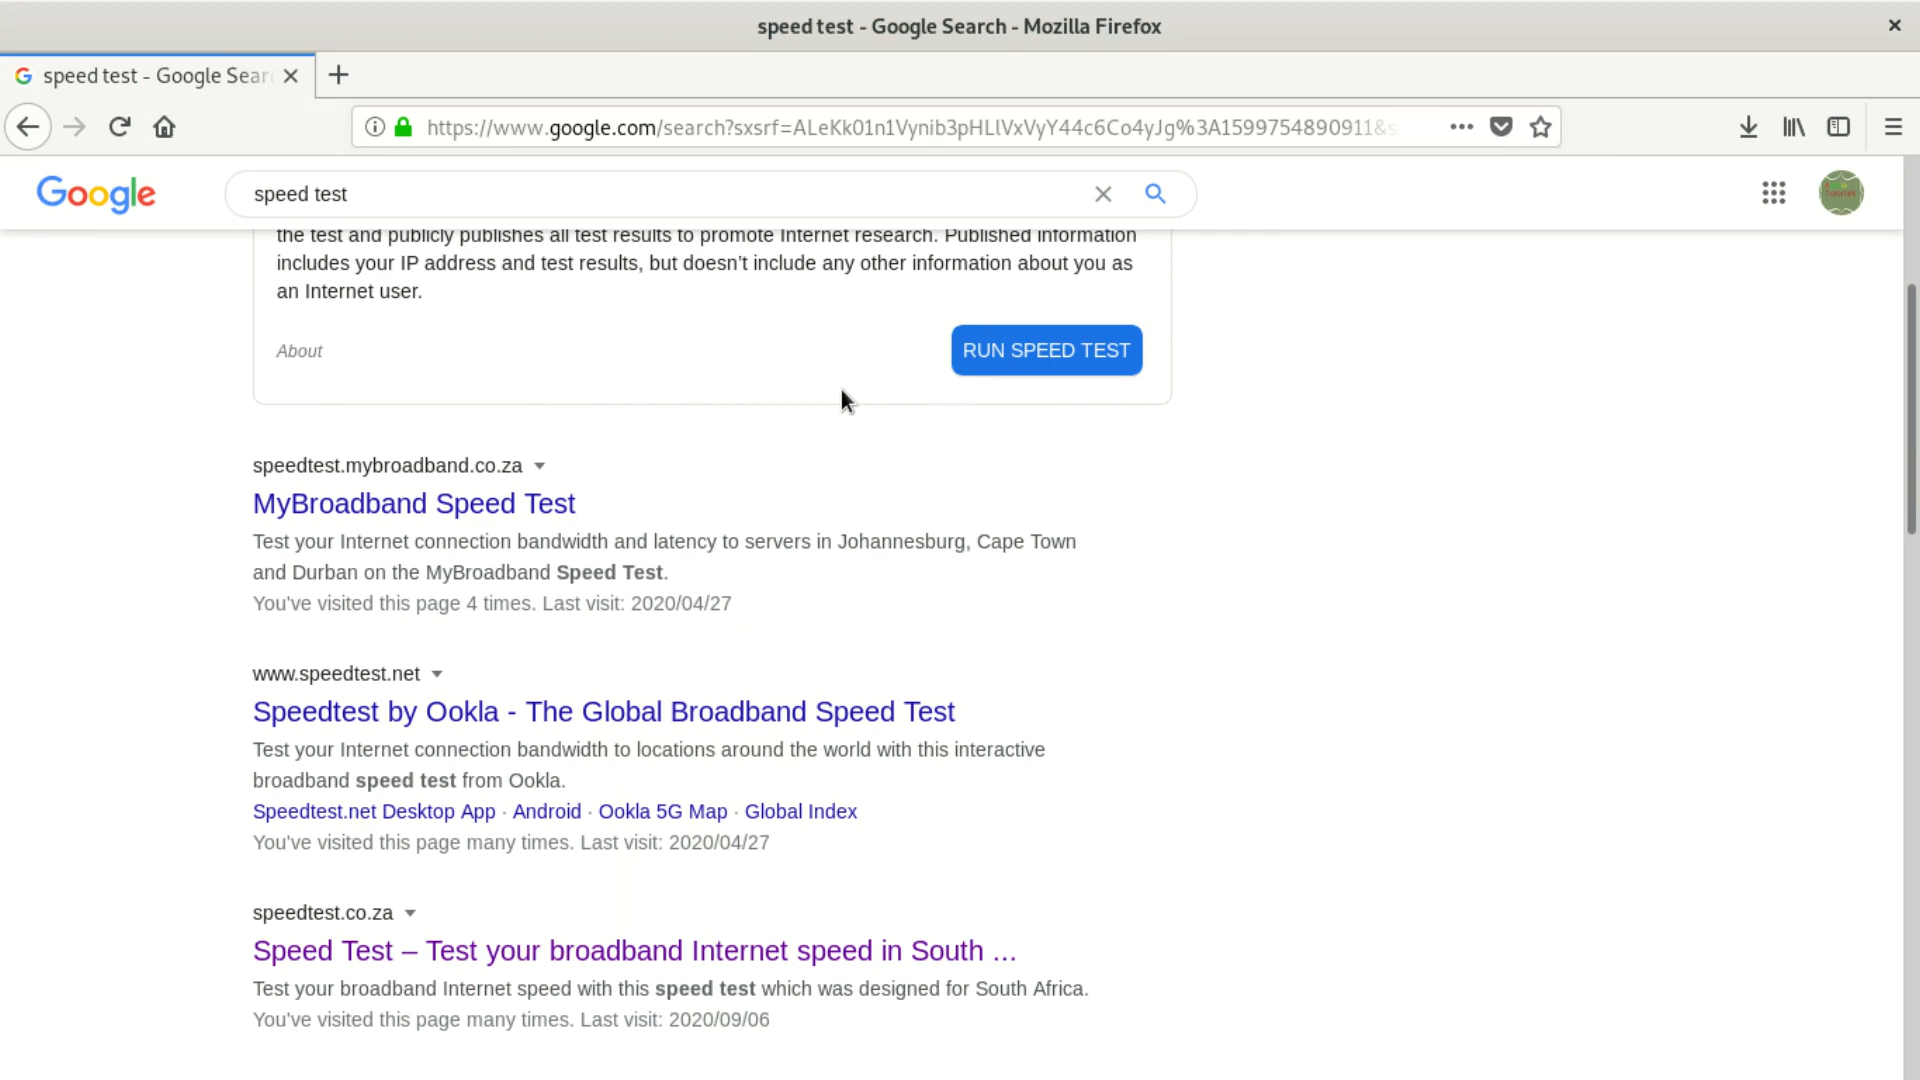 speed test - Google Search - Mozilla Firefox
speed test - Google Sear
https://www.google.com/search?sxsrf=ALeKk01n1Vynib3pHLlVxVyY44c6Co4yJg%3A1599754890911&s
Google
speed test
the test and publicly publishes all test results to promote Internet research. Published information
includes your IP address and test results, but doesn't include any other information about you as
an Internet user.
About
RUN SPEED TEST
speedtest.mybroadband.co.za
MyBroadband Speed Test
Test your Internet connection bandwidth and latency to servers in Johannesburg, Cape Town
and Durban on the MyBroadband Speed Test.
You've visited this page 4 times. Last visit: 2020/04/27
www.speedtest.net
Speedtest by Ookla - The Global Broadband Speed Test
Test your Internet connection bandwidth to locations around the world with this interactive
broadband speed test from Ookla.
Speedtest.net Desktop App · Android · Ookla 5G Map · Global Index
You've visited this page many times. Last visit: 2020/04/27
speedtest.co.za
Speed Test – Test your broadband Internet speed in South ...
Test your broadband Internet speed with this speed test which was designed for South Africa.
You've visited this page many times. Last visit: 2020/09/06